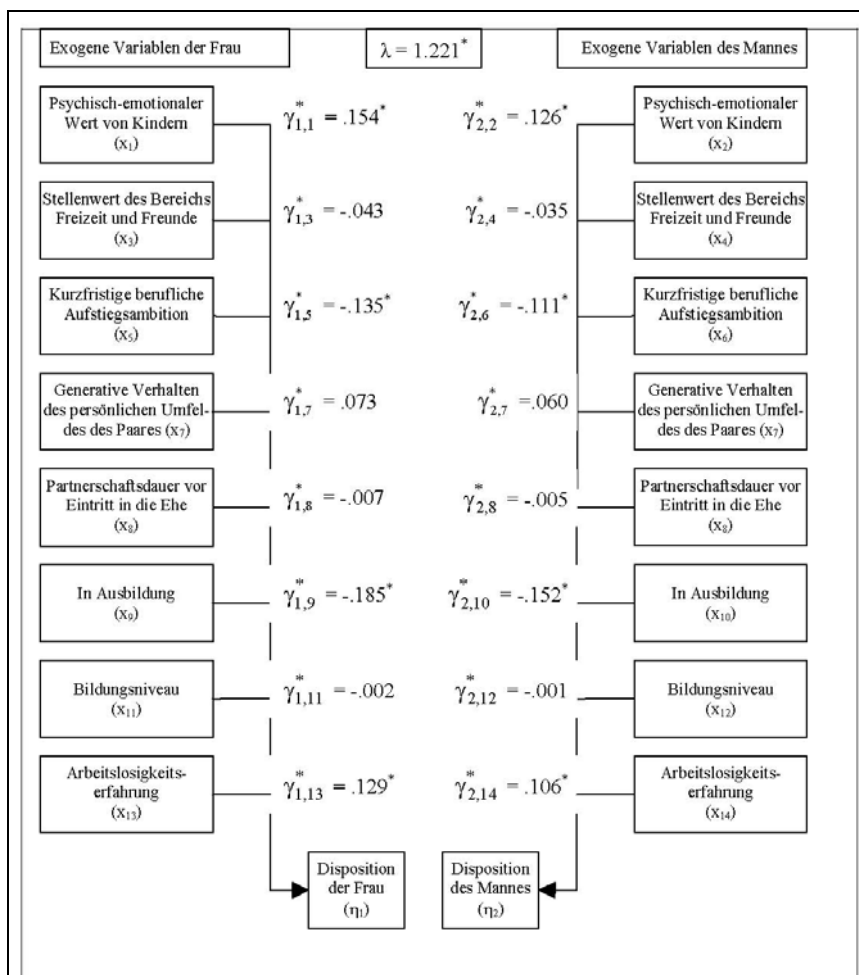 Exogene Variablen der Frau
λ = 1.221*
Exogene Variablen des Mannes
Psychisch-emotionaler
Wert von Kindern
(x₁)
γ*₁,₁ = .154*
γ*₂,₂ = .126*
Psychisch-emotionaler
Wert von Kindern
(x₂)
Stellenwert des Bereichs
Freizeit und Freunde
(x₃)
γ*₁,₃ = -.043
γ*₂,₄ = -.035
Stellenwert des Bereichs
Freizeit und Freunde
(x₄)
Kurzfristige berufliche
Aufstiegsambition
(x₅)
γ*₁,₅ = -.135*
γ*₂,₆ = -.111*
Kurzfristige berufliche
Aufstiegsambition
(x₆)
Generative Verhalten
des persönlichen Umfel-
des des Paares (x₇)
γ*₁,₇ = .073
γ*₂,₇ = .060
Generative Verhalten
des persönlichen Umfel-
des des Paares (x₇)
Partnerschaftsdauer vor
Eintritt in die Ehe
(x₈)
γ*₁,₈ = -.007
γ*₂,₈ = -.005
Partnerschaftsdauer vor
Eintritt in die Ehe
(x₈)
In Ausbildung
(x₉)
γ*₁,₉ = -.185*
γ*₂,₁₀ = -.152*
In Ausbildung
(x₁₀)
Bildungsniveau
(x₁₁)
γ*₁,₁₁ = -.002
γ*₂,₁₂ = -.001
Bildungsniveau
(x₁₂)
Arbeitslosigkeits-
erfahrung
(x₁₃)
γ*₁,₁₃ = .129*
γ*₂,₁₄ = .106*
Arbeitslosigkeits-
erfahrung
(x₁₄)
Disposition
der Frau
(η₁)
Disposition
des Mannes
(η₂)